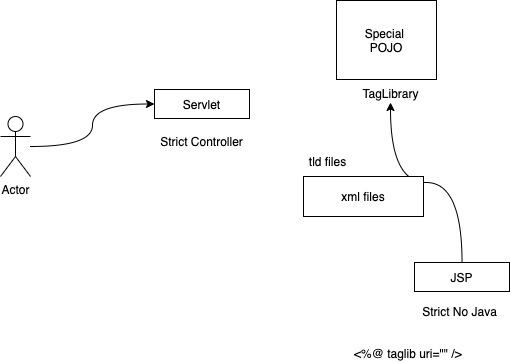 Special
POJO
TagLibrary
Servlet
Strict Controller
Actor
tld files
xml files
JSP
Strict No Java
<%@ taglib uri="" />